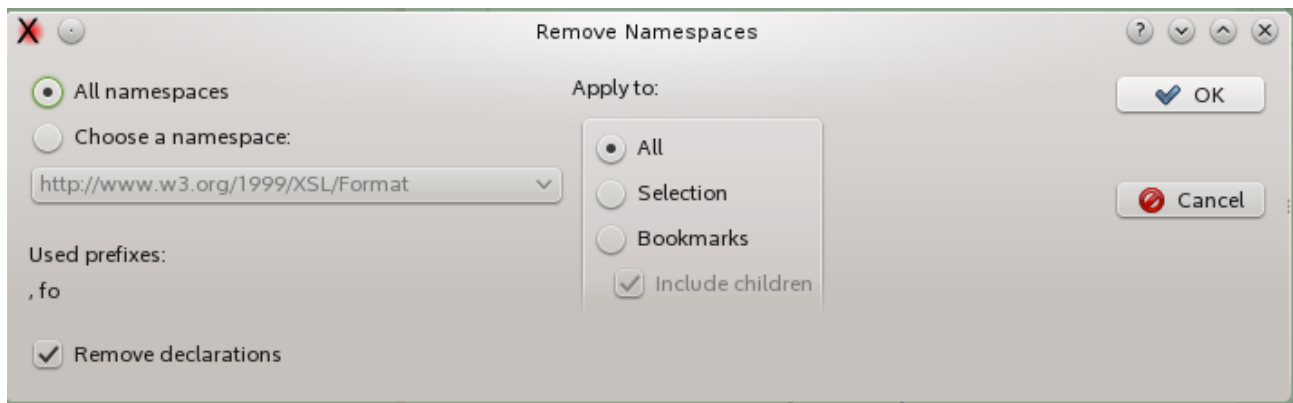 Remove Namespaces
All namespaces
Choose a namespace:
http://www.w3.org/1999/XSL/Format
Used prefixes:
, fo
Remove declarations
Apply to:
All
Selection
Bookmarks
Include children
OK
Cancel